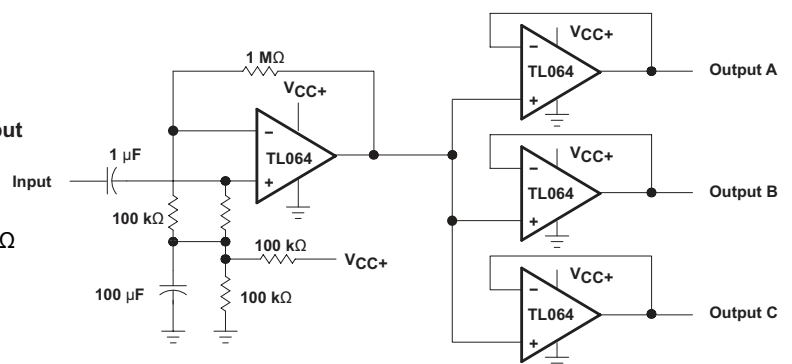 VCC+
−
TL064
+
Output A
1 MΩ
VCC+
−
TL064
+
out
1 μF
Input
VCC+
−
TL064
+
Output B
100 kΩ
Ω
100 kΩ
VCC+
100 μF
100 kΩ
VCC+
−
TL064
+
Output C